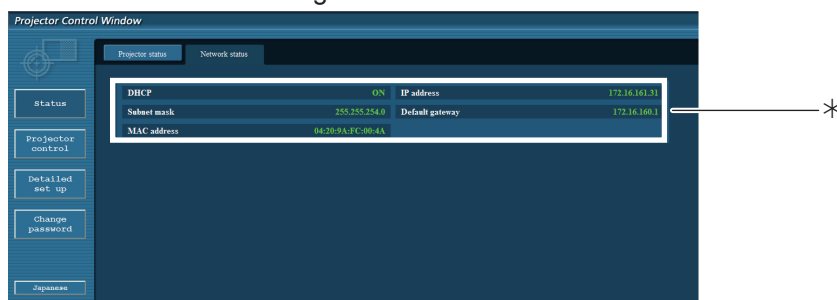 Projector Control Window
Projector status Network status
DHCP ON IP address 172.16.161.31
Subnet mask 255.255.254.0 Default gateway 172.16.160.1
MAC address 04:20:9A:FC:00:4A
Status
Projector
control
Detailed
set up
Change
password
Japanese
*